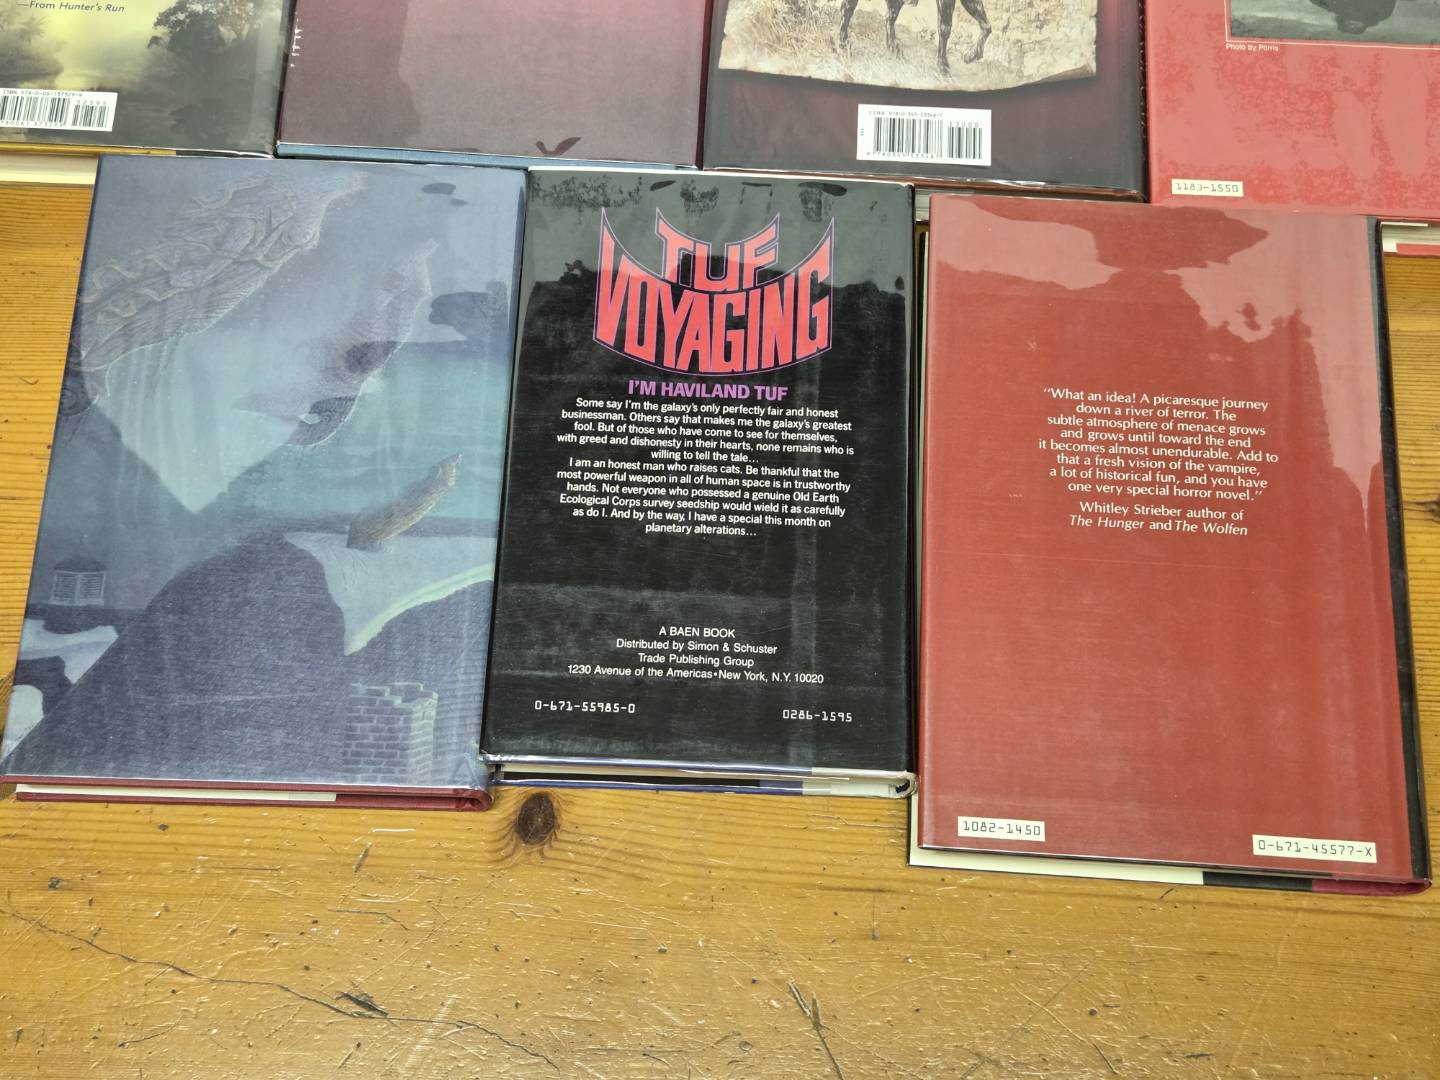 —From Hunter's Run
Photo by Porris
1183-1550
TUF
VOYAGING
I'M HAVILAND TUF
Some say I'm the galaxy's only perfectly fair and honest
businessman. Others say that makes me the galaxy's greatest
fool. But of those who have come to see for themselves,
with greed and dishonesty in their hearts, none remains who is
willing to tell the tale...
I am an honest man who raises cats. Be thankful that the
most powerful weapon in all of human space is in trustworthy
hands. Not everyone who possessed a genuine Old Earth
Ecological Corps survey seedship would wield it as carefully
as do I. And by the way, I have a special this month on
planetary alterations...
A BAEN BOOK
Distributed by Simon & Schuster
Trade Publishing Group
1230 Avenue of the Americas•New York, N.Y. 10020
0-671-55985-0
0286-1595
"What an idea! A picaresque journey
down a river of terror. The
subtle atmosphere of menace grows
and grows until toward the end
it becomes almost unendurable. Add to
that a fresh vision of the vampire,
a lot of historical fun, and you have
one very special horror novel."
Whitley Strieber author of
The Hunger and The Wolfen
1082-1450
0-671-45577-X